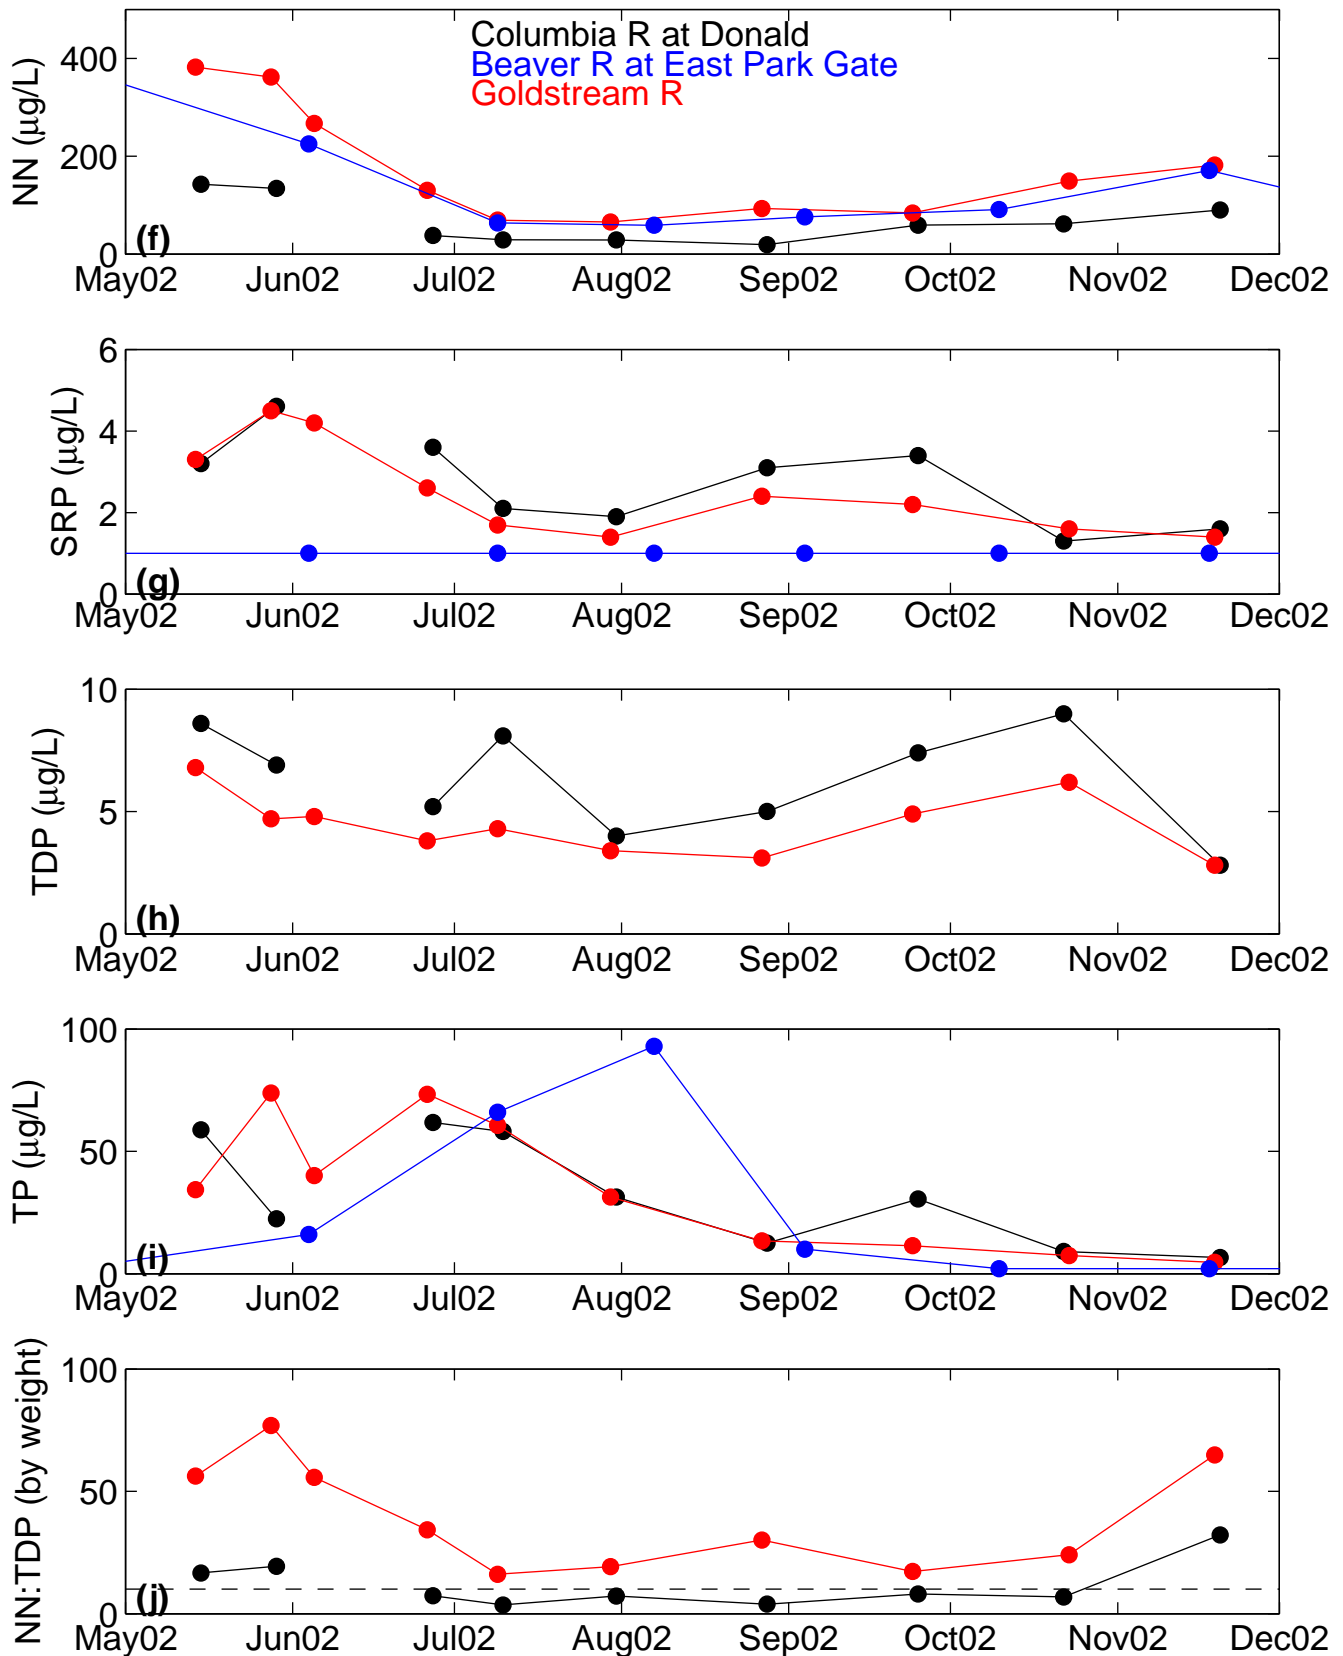 Columbia R at Donald
Beaver R at East Park Gate
Goldstream R
NN (µg/L)
400
200
0
(f)
May02 Jun02 Jul02 Aug02 Sep02 Oct02 Nov02 Dec02
SRP (µg/L)
6
4
2
0
(g)
May02 Jun02 Jul02 Aug02 Sep02 Oct02 Nov02 Dec02
TDP (µg/L)
10
5
0
(h)
May02 Jun02 Jul02 Aug02 Sep02 Oct02 Nov02 Dec02
TP (µg/L)
100
50
0
(i)
May02 Jun02 Jul02 Aug02 Sep02 Oct02 Nov02 Dec02
NN:TDP (by weight)
100
50
0
(j)
May02 Jun02 Jul02 Aug02 Sep02 Oct02 Nov02 Dec02